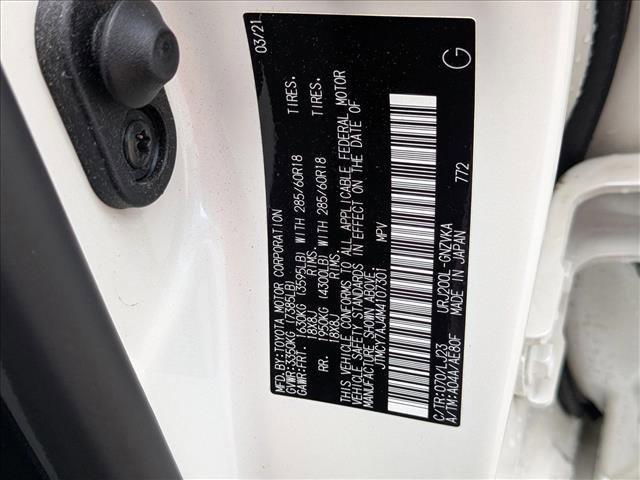 MFD. BY: TOYOTA MOTOR CORPORATION 03/21
GVWR: 3350KG (7385LB)
GAWR:FRT. 1630KG (3595LB) WITH 285/60R18 TIRES.
18X8J RIMS.
RR. 1950KG (4300LB) WITH 285/60R18 TIRES.
18X8J RIMS.
THIS VEHICLE CONFORMS TO ALL APPLICABLE FEDERAL MOTOR
VEHICLE SAFETY STANDARDS IN EFFECT ON THE DATE OF
MANUFACTURE SHOWN ABOVE.
JTMCY7AJ4M4107301 MPV
URJ200L-GNZVKA
C/TR:070/LJ23 MADE IN JAPAN
A/TM:A04A/AE80F 772
G